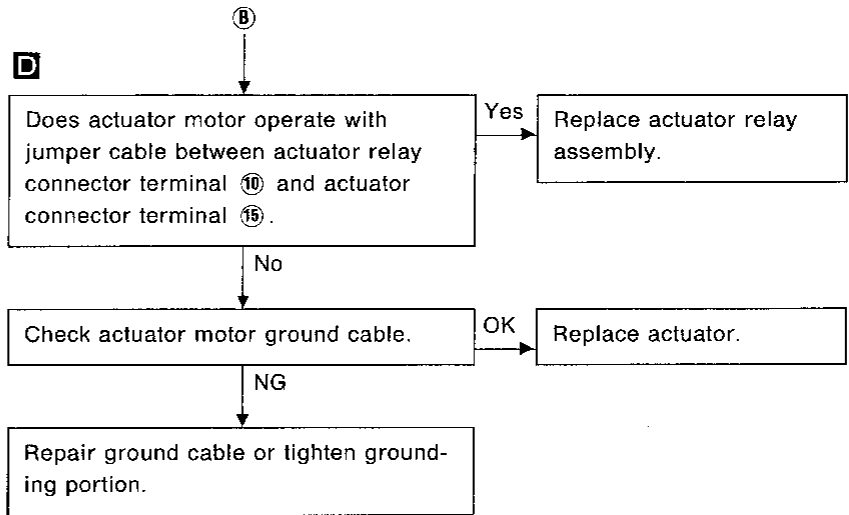 B
D
Does actuator motor operate with
jumper cable between actuator relay
connector terminal ⑩ and actuator
connector terminal ⑮.
Yes
Replace actuator relay
assembly.
No
Check actuator motor ground cable.
OK
Replace actuator.
NG
Repair ground cable or tighten ground-
ing portion.